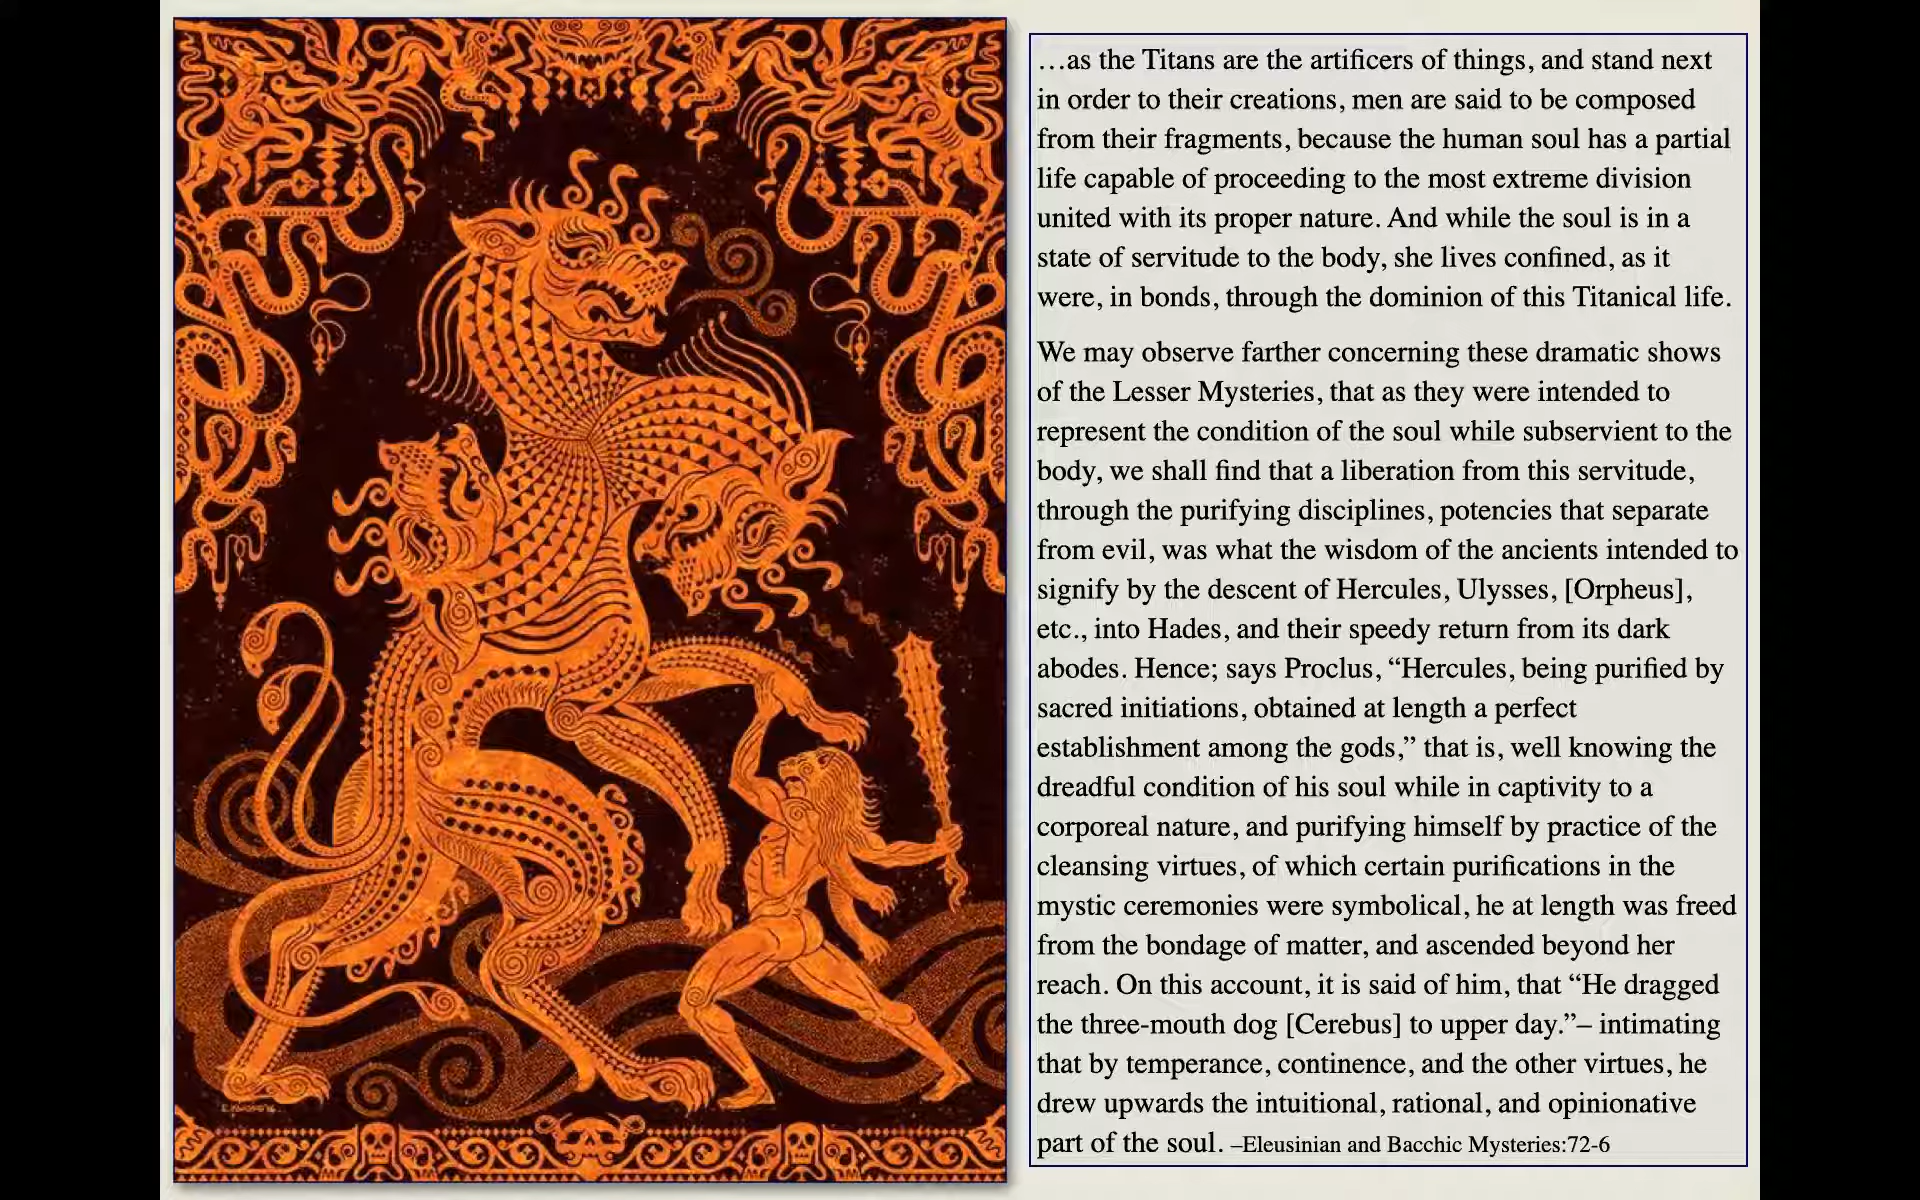 …as the Titans are the artificers of things, and stand next
in order to their creations, men are said to be composed
from their fragments, because the human soul has a partial
life capable of proceeding to the most extreme division
united with its proper nature. And while the soul is in a
state of servitude to the body, she lives confined, as it
were, in bonds, through the dominion of this Titanical life.
We may observe farther concerning these dramatic shows
of the Lesser Mysteries, that as they were intended to
represent the condition of the soul while subservient to the
body, we shall find that a liberation from this servitude,
through the purifying disciplines, potencies that separate
from evil, was what the wisdom of the ancients intended to
signify by the descent of Hercules, Ulysses, [Orpheus],
etc., into Hades, and their speedy return from its dark
abodes. Hence; says Proclus, “Hercules, being purified by
sacred initiations, obtained at length a perfect
establishment among the gods,” that is, well knowing the
dreadful condition of his soul while in captivity to a
corporeal nature, and purifying himself by practice of the
cleansing virtues, of which certain purifications in the
mystic ceremonies were symbolical, he at length was freed
from the bondage of matter, and ascended beyond her
reach. On this account, it is said of him, that “He dragged
the three-mouth dog [Cerebus] to upper day.”– intimating
that by temperance, continence, and the other virtues, he
drew upwards the intuitional, rational, and opinionative
part of the soul. –Eleusinian and Bacchic Mysteries:72-6